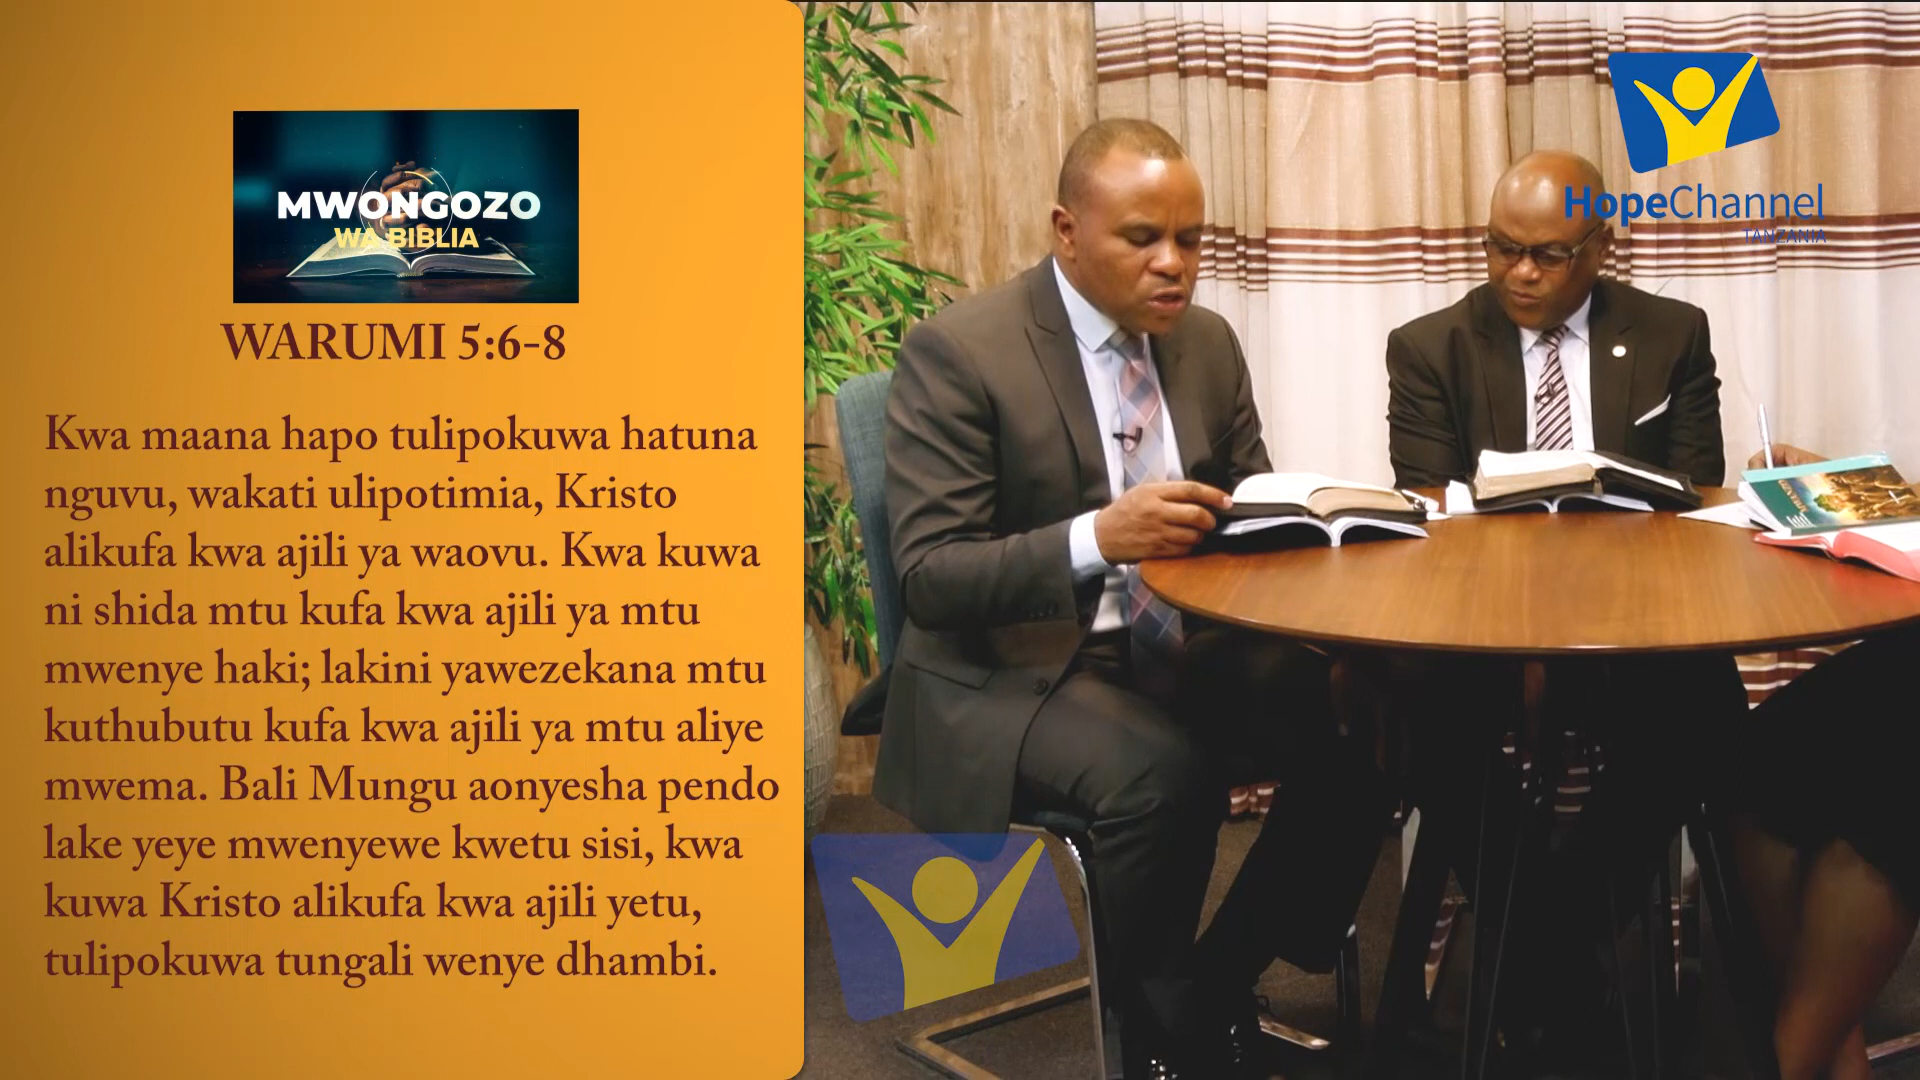 MWONGOZO
WA BIBLIA
WARUMI 5:6-8
Kwa maana hapo tulipokuwa hatuna
nguvu, wakati ulipotimia, Kristo
alikufa kwa ajili ya waovu. Kwa kuwa
ni shida mtu kufa kwa ajili ya mtu
mwenye haki; lakini yawezekana mtu
kuthubutu kufa kwa ajili ya mtu aliye
mwema. Bali Mungu aonyesha pendo
lake yeye mwenyewe kwetu sisi, kwa
kuwa Kristo alikufa kwa ajili yetu,
tulipokuwa tungali wenye dhambi.
HopeChannel
TANZANIA